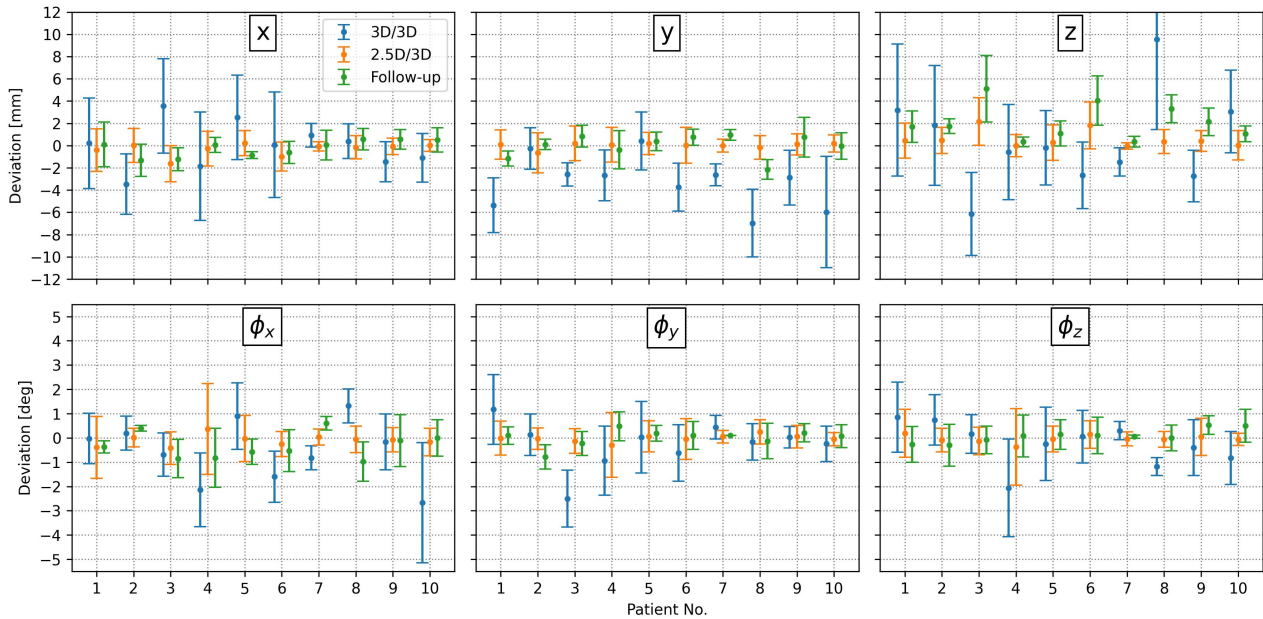 x
y
z
3D/3D
2.5D/3D
Follow-up
Deviation [mm]
12
10
8
6
4
2
0
−2
−4
−6
−8
−10
−12
ϕx
ϕy
ϕz
Deviation [deg]
5
4
3
2
1
0
−1
−2
−3
−4
−5
1 2 3 4 5 6 7 8 9 10
1 2 3 4 5 6 7 8 9 10
1 2 3 4 5 6 7 8 9 10
Patient No.